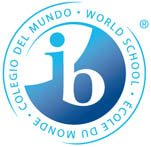 COLEGIO DEL MUNDO · WORLD SCHOOL · ÉCOLE DU MONDE ·
ib
®